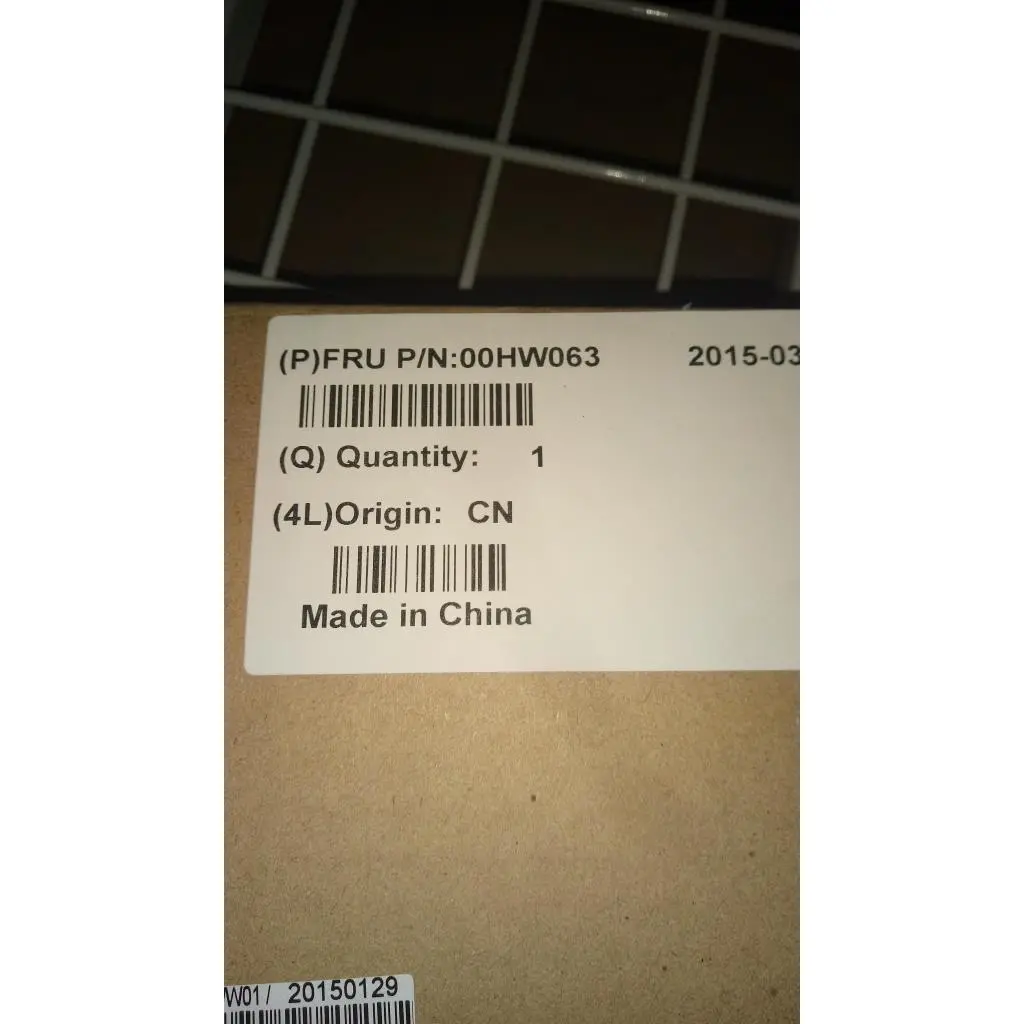 (P)FRU P/N:00HW063 2015-03
(Q) Quantity: 1
(4L)Origin: CN
Made in China
W01/ 20150129